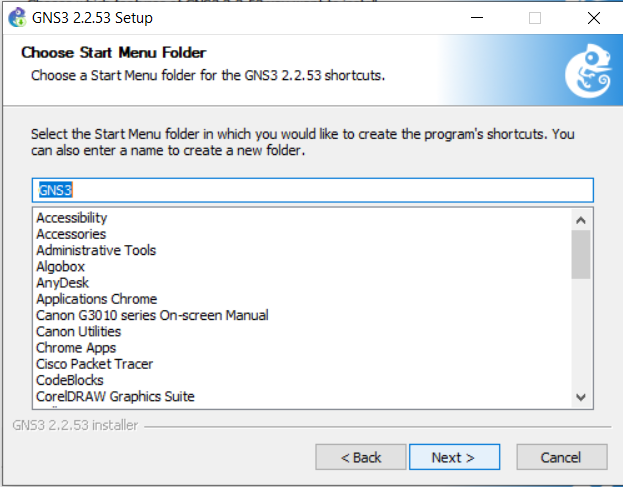 GNS3 2.2.53 Setup
Choose Start Menu Folder
Choose a Start Menu folder for the GNS3 2.2.53 shortcuts.
Select the Start Menu folder in which you would like to create the program's shortcuts. You
can also enter a name to create a new folder.
GNS3
Accessibility
Accessories
Administrative Tools
Algobox
AnyDesk
Applications Chrome
Canon G3010 series On-screen Manual
Canon Utilities
Chrome Apps
Cisco Packet Tracer
CodeBlocks
CorelDRAW Graphics Suite
GNS3 2.2.53 installer
< Back
Next >
Cancel